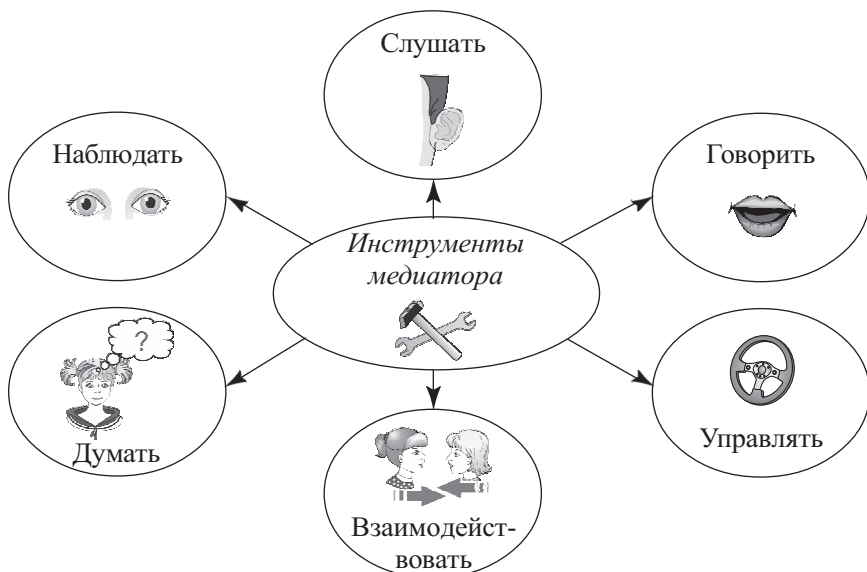 Слушать
Наблюдать
Говорить
Инструменты
медиатора
?
Думать
Управлять
Взаимодейст-
вовать